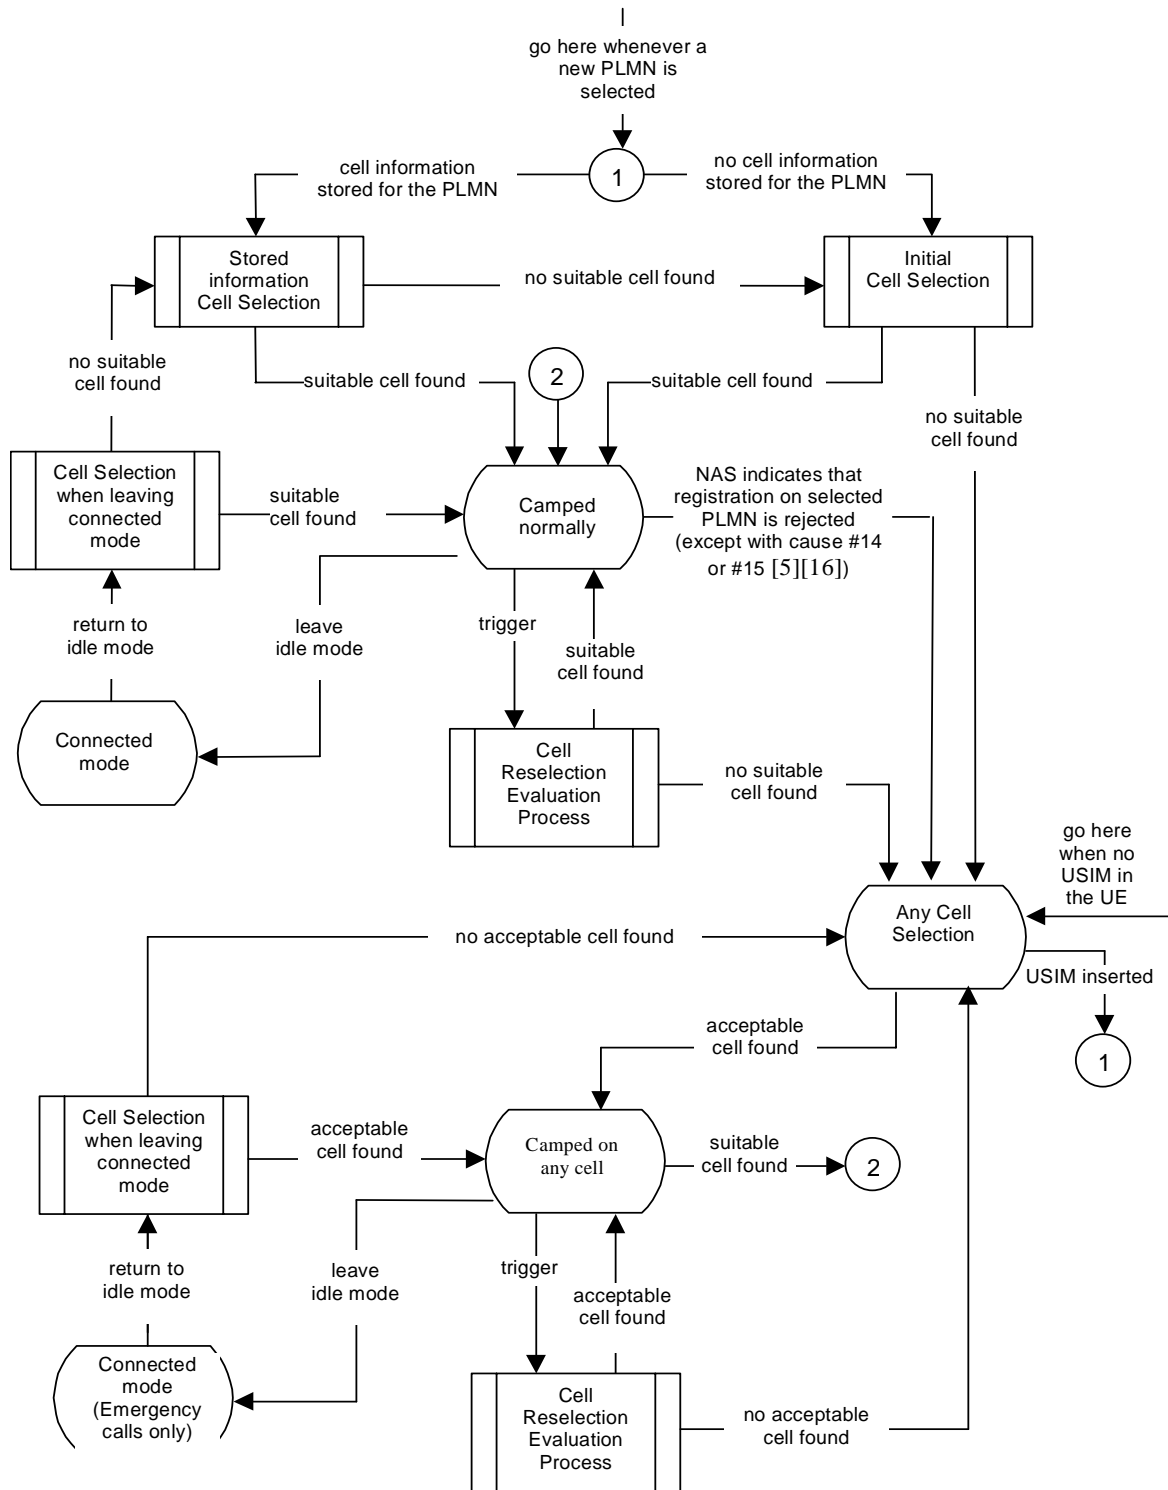 go here whenever a
new PLMN is
selected
1
cell information
stored for the PLMN
no cell information
stored for the PLMN
Stored
information
Cell Selection
no suitable cell found
Initial
Cell Selection
no suitable
cell found
suitable cell found
2
suitable cell found
no suitable
cell found
Cell Selection
when leaving
connected
mode
suitable
cell found
Camped
normally
NAS indicates that
registration on selected
PLMN is rejected
(except with cause #14
or #15 [5][16])
return to
idle mode
leave
idle mode
trigger
suitable
cell found
Connected
mode
Cell
Reselection
Evaluation
Process
no suitable
cell found
go here
when no
USIM in
the UE
Any Cell
Selection
no acceptable cell found
USIM inserted
acceptable
cell found
1
Cell Selection
when leaving
connected
mode
acceptable
cell found
Camped on
any cell
suitable
cell found
2
return to
idle mode
leave
idle mode
trigger
acceptable
cell found
Connected
mode
(Emergency
calls only)
Cell
Reselection
Evaluation
Process
no acceptable
cell found